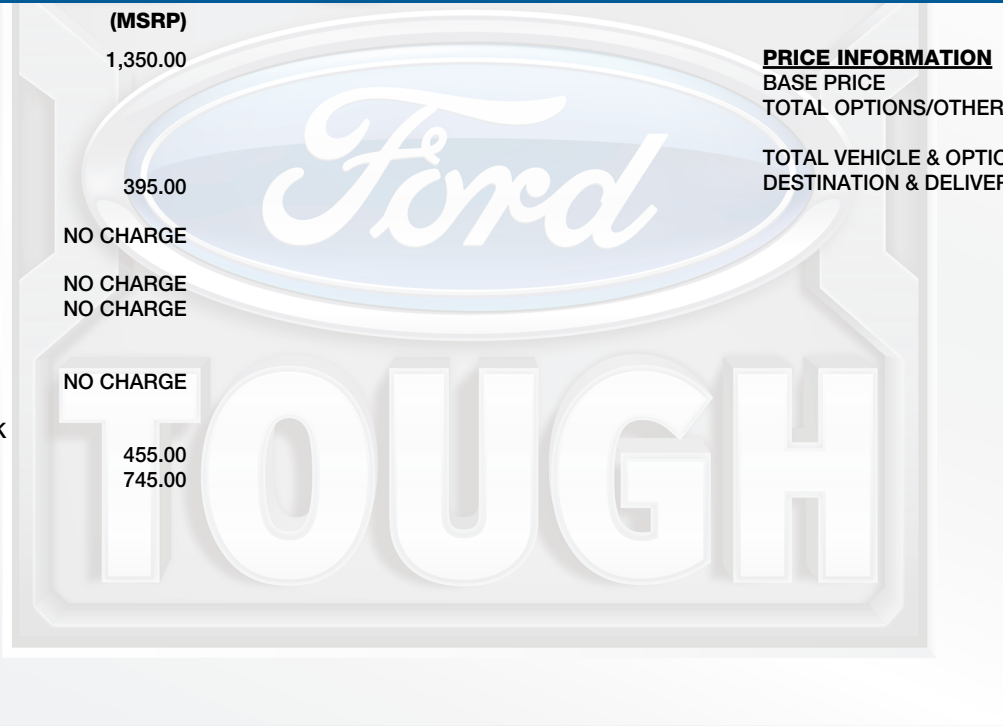 (MSRP)
1,350.00
395.00
NO CHARGE
NO CHARGE
NO CHARGE
NO CHARGE
K
455.00
745.00
PRICE INFORMATION
BASE PRICE
TOTAL OPTIONS/OTHER
TOTAL VEHICLE & OPTIO
DESTINATION & DELIVER
Ford
TOUGH